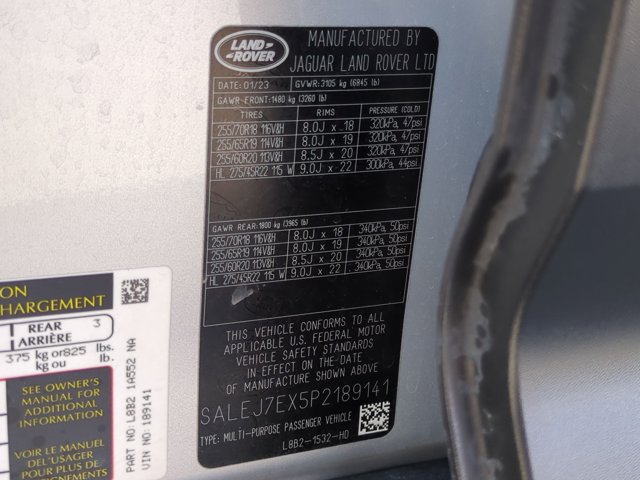 LAND
ROVER
MANUFACTURED BY
JAGUAR LAND ROVER LTD
DATE: 01/23
GVWR: 3105 kg (6845 lb)
GAWR FRONT: 1480 kg (3260 lb)
TIRES RIMS PRESSURE (COLD)
255/70R18 116V&H 8.0J x 18 320kPa, 47psi
255/65R19 114V&H 8.0J x 19 320kPa, 47psi
255/60R20 113V&H 8.5J x 20 320kPa, 47psi
HL 275/45R22 115 W 9.0J x 22 300kPa, 44psi
GAWR REAR: 1800 kg (3965 lb)
255/70R18 116V&H 8.0J x 18 340kPa, 50psi
255/65R19 114V&H 8.0J x 19 340kPa, 50psi
255/60R20 113V&H 8.5J x 20 340kPa, 50psi
HL 275/45R22 115 W 9.0J x 22 340kPa, 50psi
THIS VEHICLE CONFORMS TO ALL
APPLICABLE U.S. FEDERAL MOTOR
VEHICLE SAFETY STANDARDS
IN EFFECT ON THE-DATE
OF MANUFACTURE SHOWN ABOVE.
SALEJ7EX5P2189141
TYPE: MULTI-PURPOSE PASSENGER VEHICLE
L8B2-1532-HD
ON
HARGEMENT
REAR 3
ARRIÈRE
375 kg or 825 lbs.
kg ou lb.
SEE OWNER'S
MANUAL FOR
ADDITIONAL
INFORMATION
VOIR LE MANUEL
DEL'USAGER
POUR PLUS DE
PART NO: L8B2 1A552 NA
VIN NO: 189141